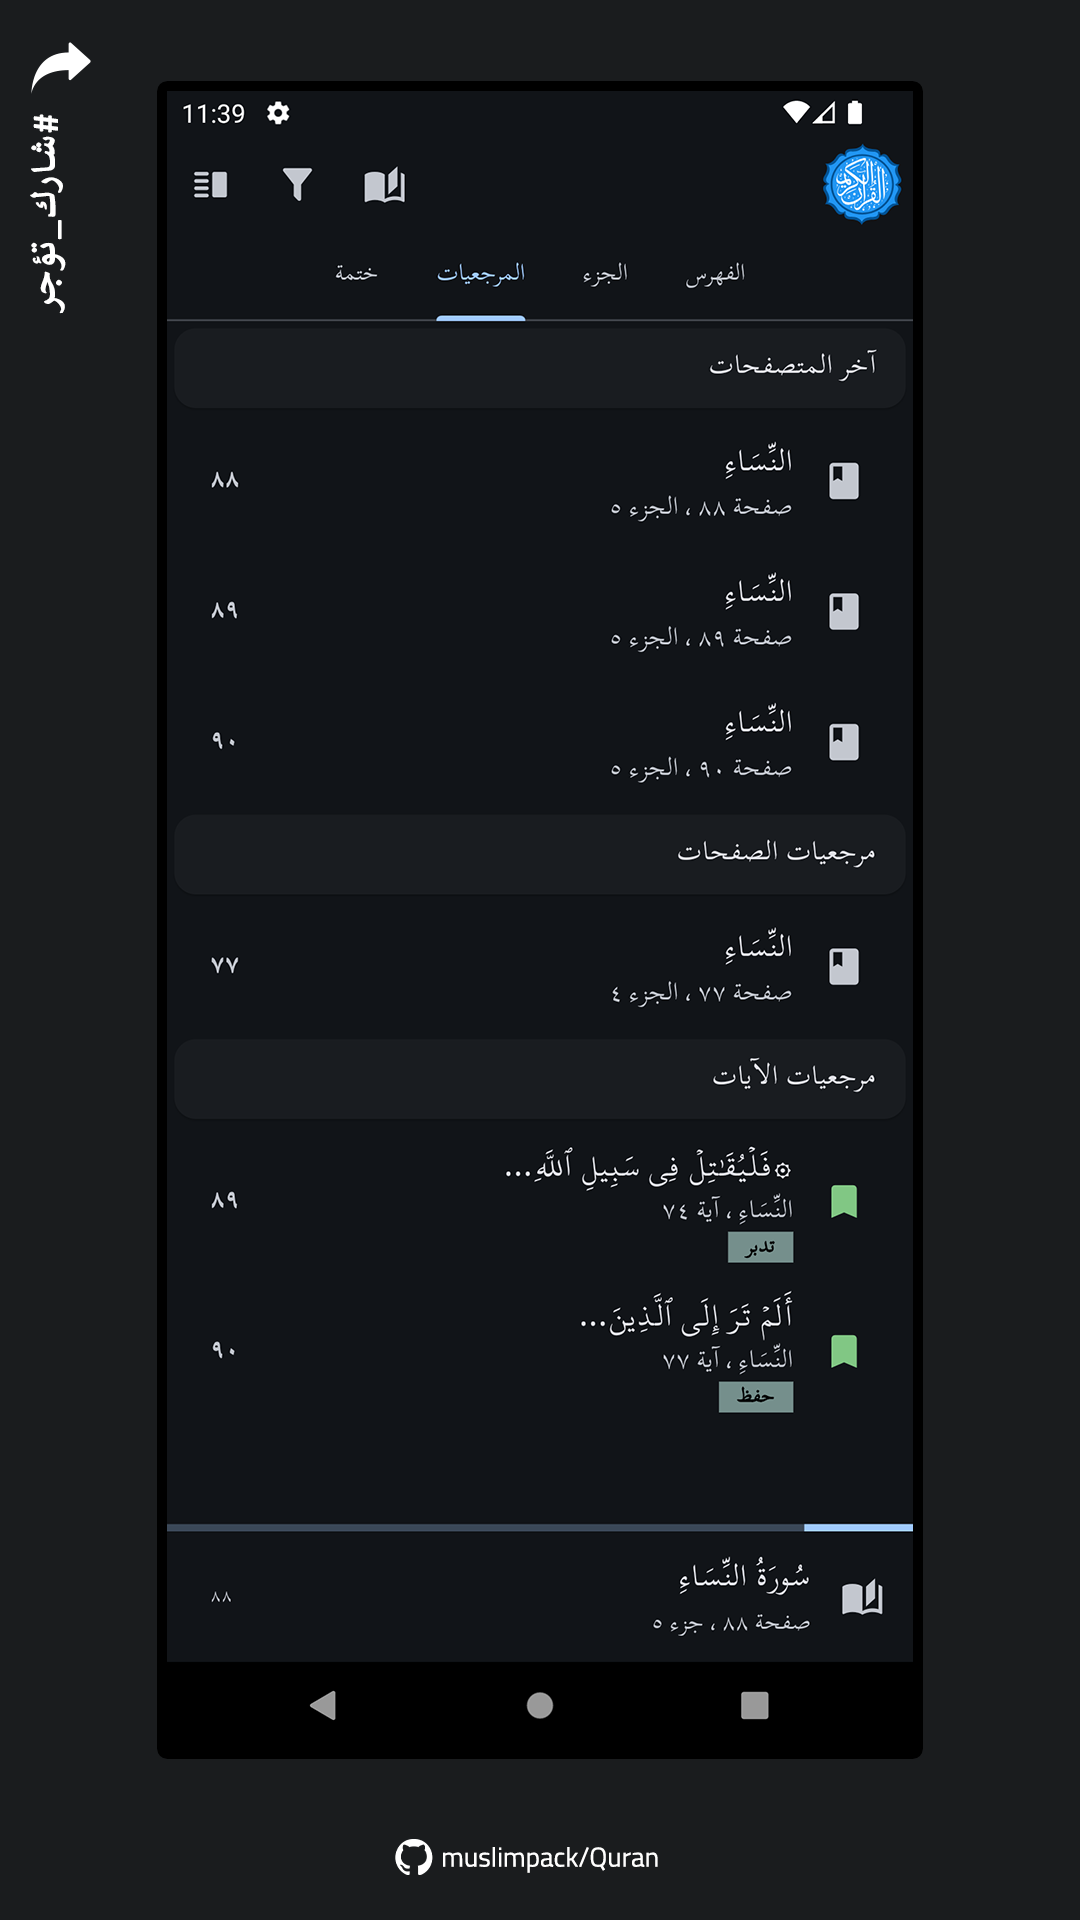 #شارك_تؤجر
11:39
القرآن الكريم
الفهرس
الجزء
المرجعيات
ختمة
آخر المتصفحات
النِّسَاءِ
صفحة ٨٨ ، الجزء ٥
٨٨
النِّسَاءِ
صفحة ٨٩ ، الجزء ٥
٨٩
النِّسَاءِ
صفحة ٩٠ ، الجزء ٥
٩٠
مرجعيات الصفحات
النِّسَاءِ
صفحة ٧٧ ، الجزء ٤
٧٧
مرجعيات الآيات
۞فَلۡيُقَٰتِلۡ فِي سَبِيلِ ٱللَّهِ...
النِّسَاءِ ، آية ٧٤
تدبر
٨٩
أَلَمۡ تَرَ إِلَى ٱلَّذِينَ...
النِّسَاءِ ، آية ٧٧
حفظ
٩٠
سُورَةُ النِّسَاءِ
صفحة ٨٨ ، جزء ٥
٨٨
muslimpack/Quran